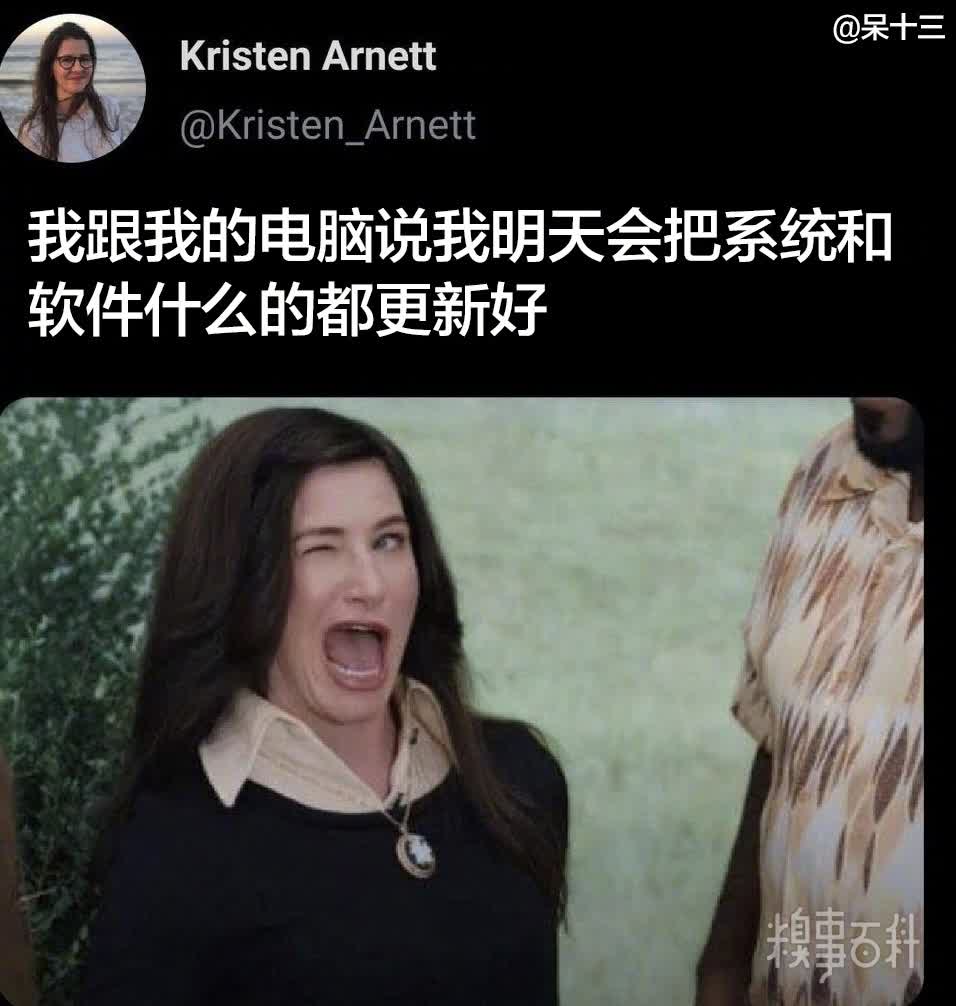 @呆十三
Kristen Arnett
@Kristen_Arnett
我跟我的电脑说我明天会把系统和
软件什么的都更新好
糗事百科